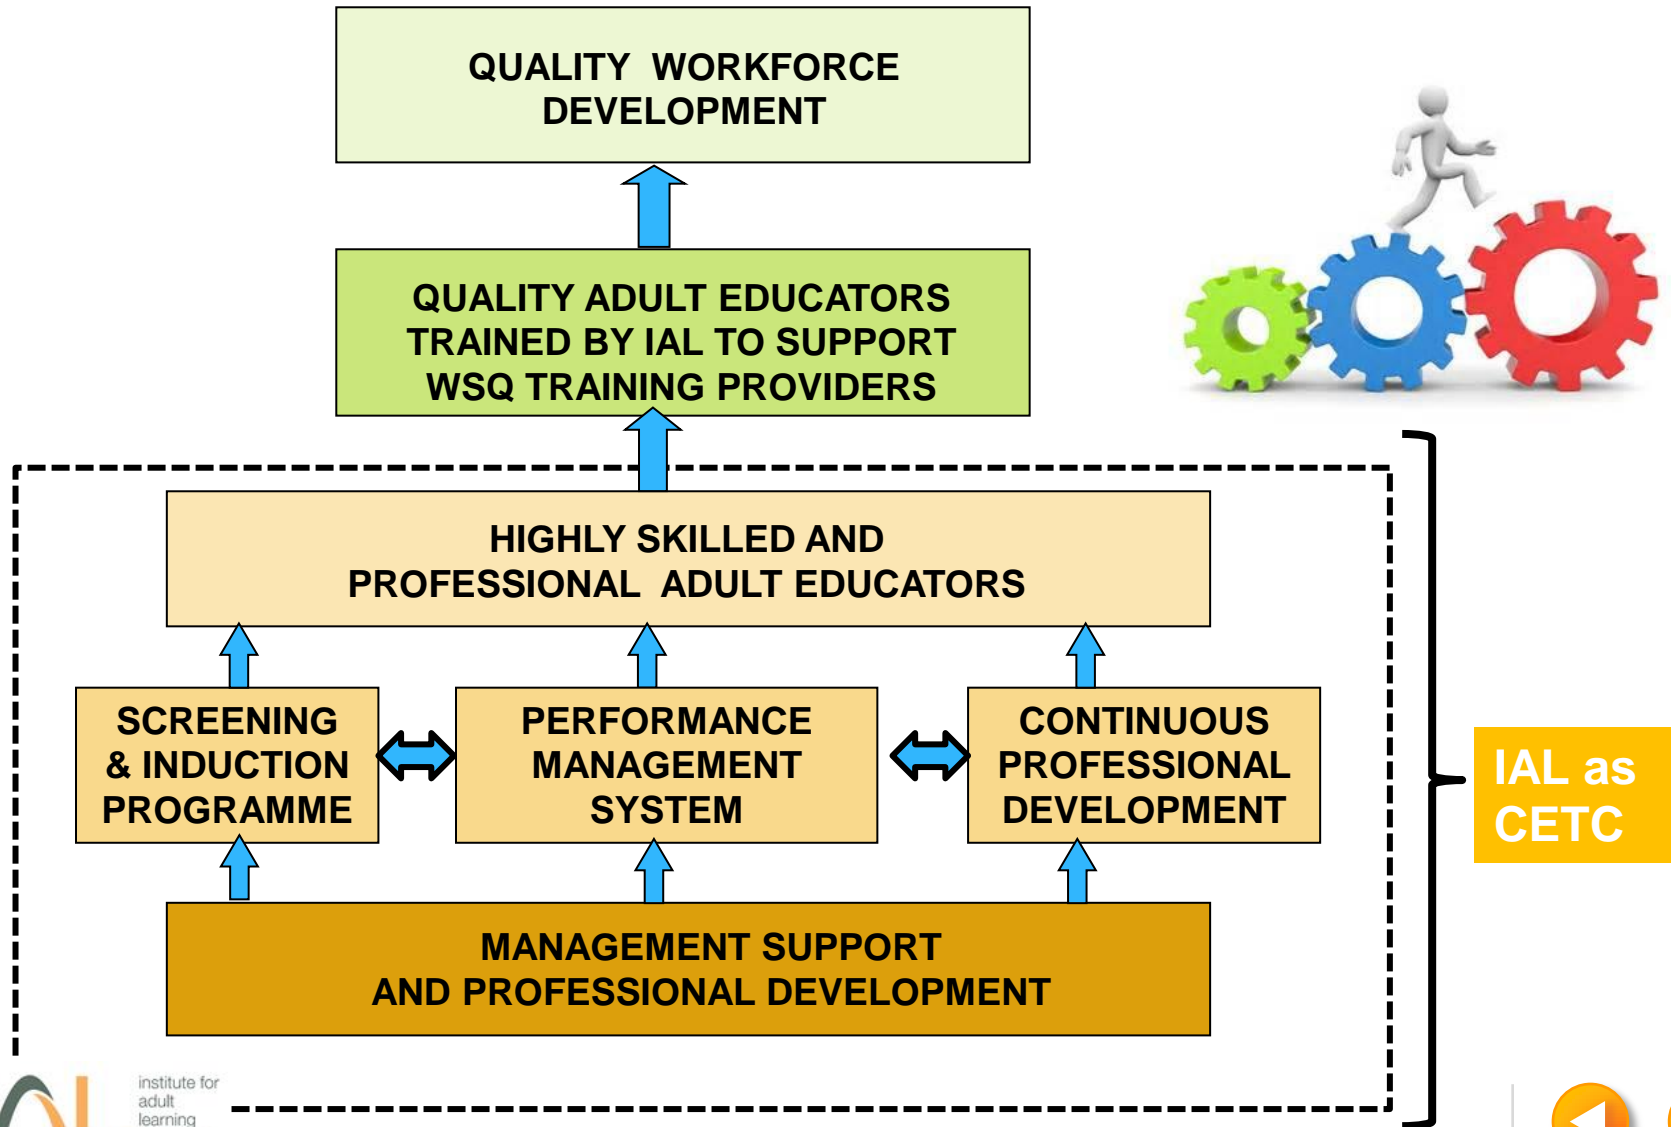 QUALITY WORKFORCE
DEVELOPMENT
QUALITY ADULT EDUCATORS
TRAINED BY IAL TO SUPPORT
WSQ TRAINING PROVIDERS
HIGHLY SKILLED AND
PROFESSIONAL ADULT EDUCATORS
SCREENING
& INDUCTION
PROGRAMME
PERFORMANCE
MANAGEMENT
SYSTEM
CONTINUOUS
PROFESSIONAL
DEVELOPMENT
IAL as
CETC
MANAGEMENT SUPPORT
AND PROFESSIONAL DEVELOPMENT
institute for
adult
learning